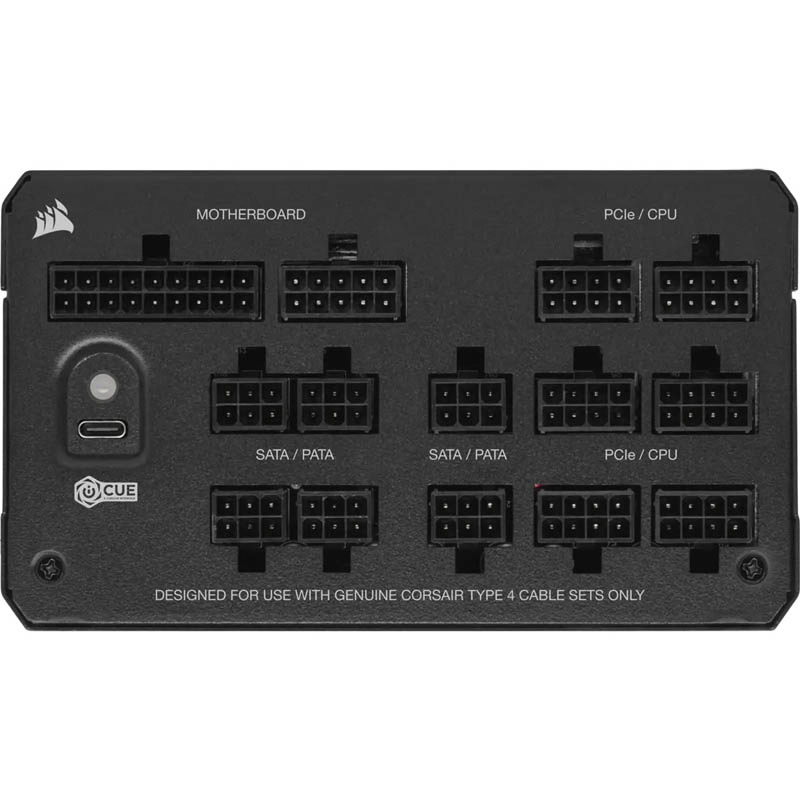 MOTHERBOARD
PCIe / CPU
SATA / PATA
SATA / PATA
PCIe / CPU
iCUE
DESIGNED FOR USE WITH GENUINE CORSAIR TYPE 4 CABLE SETS ONLY